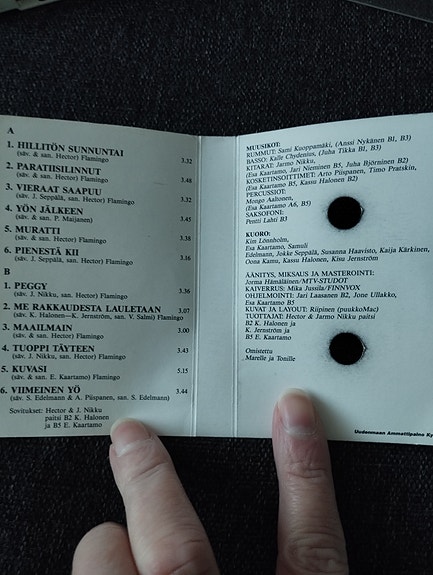 A
1. HILLITÖN SUNNUNTAI
(säv. & san. Hector) Flamingo 3.32
2. PARATIISILINNUT
(säv. & san. Hector) Flamingo 3.48
3. VIERAAT SAAPUU
(säv. J. Seppälä, san. Hector) Flamingo 3.32
4. YÖN JÄLKEEN
(säv. & san. P. Maijanen) 3.45
5. MURATTI
(säv. & san. Hector) Flamingo 3.38
6. PIENESTÄ KII
(säv. J. Seppälä, san. Hector) Flamingo 3.16
B
1. PEGGY
(säv. J. Nikku, san. Hector) Flamingo 3.36
2. ME RAKKAUDESTA LAULETAAN
(säv. K. Halonen—K. Jernström, san. V. Salmi) Flamingo 3.07
3. MAAILMAIN
(säv. & san. Hector) Flamingo 3.00
4. TUOPPI TÄYTEEN
(säv. J. Nikku, san. Hector) Flamingo 3.43
5. KUVASI
(säv. & san. E. Kaartamo) Flamingo 5.15
6. VIIMEINEN YÖ
(säv. S. Edelmann & A. Piispanen, san. S. Edelmann) 3.44
Sovitukset: Hector & J. Nikku
paitsi B2 K. Halonen
ja B5 E. Kaartamo
MUUSIKOT:
RUMMUT: Sami Kuoppamäki, (Anssi Nykänen B1, B3)
BASSO: Kalle Chydenius, (Juha Tikka B1, B3)
KITARAT: Jarmo Nikku,
(Esa Kaartamo, Jari Nieminen B5, Juha Björninen B2)
KOSKETINSOITTIMET: Arto Piispanen, Timo Pratskin,
(Esa Kaartamo B5, Kassu Halonen B2)
PERCUSSIOT:
Mongo Aaltonen,
(Esa Kaartamo A6, B5)
SAKSOFONI:
Pentti Lahti B3
KUORO:
Kim Lönnholm,
Esa Kaartamo, Samuli
Edelmann, Jokke Seppälä, Susanna Haavisto, Kaija Kärkinen,
Oona Kamu, Kassu Halonen, Kisu Jernström
ÄÄNITYS, MIKSAUS JA MASTEROINTI:
Jorma Hämäläinen/MTV-STUDOT
KAIVERRUS: Mika Jussila/FINNVOX
OHJELMOINTI: Jari Laasanen B2, Jone Ullakko,
Esa Kaartamo B5
KUVAT JA LAYOUT: Riipinen (puukkoMac)
TUOTTAJAT: Hector & Jarmo Nikku paitsi
B2 K. Halonen ja
K. Jernström ja
B5 E. Kaartamo
Omistettu
Marelle ja Tonille
Uudenmaan Ammattipaino Ky